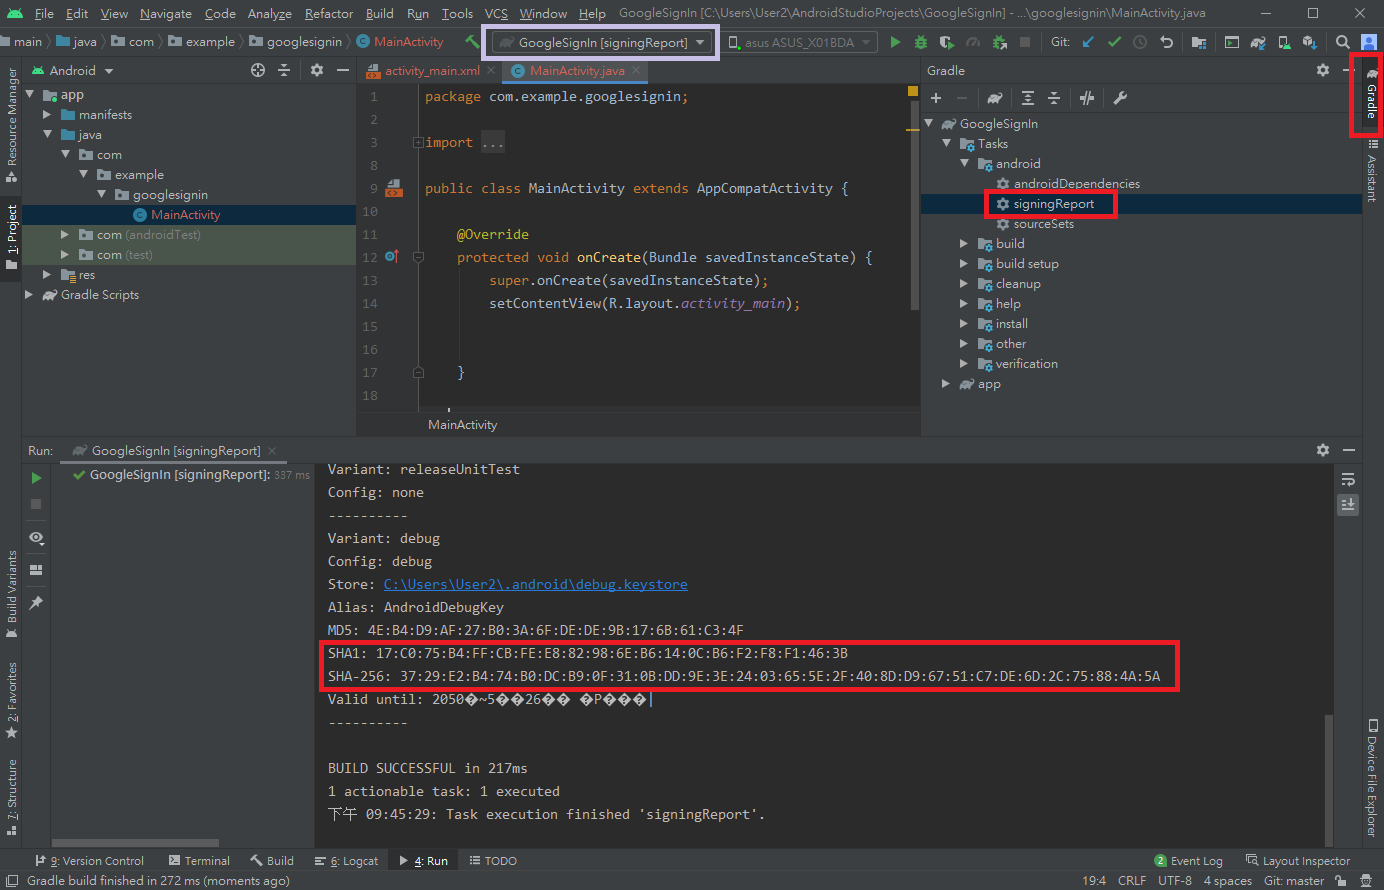 File Edit View Navigate Code Analyze Refactor Build Run Tools VCS Window Help GoogleSignIn [C:\Users\User2\AndroidStudioProjects\GoogleSignIn] - ...\googlesignin\MainActivity.java
main java com example googlesignin MainActivity GoogleSignIn [signingReport] asus ASUS_X01BDA Git:
Resource Manager
1: Project
Build Variants
2: Favorites
7: Structure
Android
app
manifests
java
com
example
googlesignin
MainActivity
com (androidTest)
com (test)
res
Gradle Scripts
activity_main.xml MainActivity.java
1 package com.example.googlesignin;
2
3 import ...
8
9 public class MainActivity extends AppCompatActivity {
10
11 @Override
12 protected void onCreate(Bundle savedInstanceState) {
13 super.onCreate(savedInstanceState);
14 setContentView(R.layout.activity_main);
15
16
17 }
18
MainActivity
Gradle
GoogleSignIn
Tasks
android
androidDependencies
signingReport
sourceSets
build
build setup
cleanup
help
install
other
verification
app
Gradle
Assistant
Device File Explorer
Run: GoogleSignIn [signingReport]
GoogleSignIn [signingReport]: 337 ms
Variant: releaseUnitTest
Config: none
----------
Variant: debug
Config: debug
Store: C:\Users\User2\.android\debug.keystore
Alias: AndroidDebugKey
MD5: 4E:B4:D9:AF:27:B0:3A:6F:DE:DE:9B:17:6B:61:C3:4F
SHA1: 17:C0:75:B4:FF:CB:FE:E8:82:98:6E:B6:14:0C:B6:F2:F8:F1:46:3B
SHA-256: 37:29:E2:B4:74:B0:DC:B9:0F:31:0B:DD:9E:3E:24:03:65:5E:2F:40:8D:D9:67:51:C7:DE:6D:2C:75:88:4A:5A
Valid until: 2050�~5��26�� �P���
----------
BUILD SUCCESSFUL in 217ms
1 actionable task: 1 executed
下午 09:45:29: Task execution finished 'signingReport'.
9: Version Control Terminal Build 6: Logcat 4: Run TODO 2 Event Log Layout Inspector
Gradle build finished in 272 ms (moments ago) 19:4 CRLF UTF-8 4 spaces Git: master